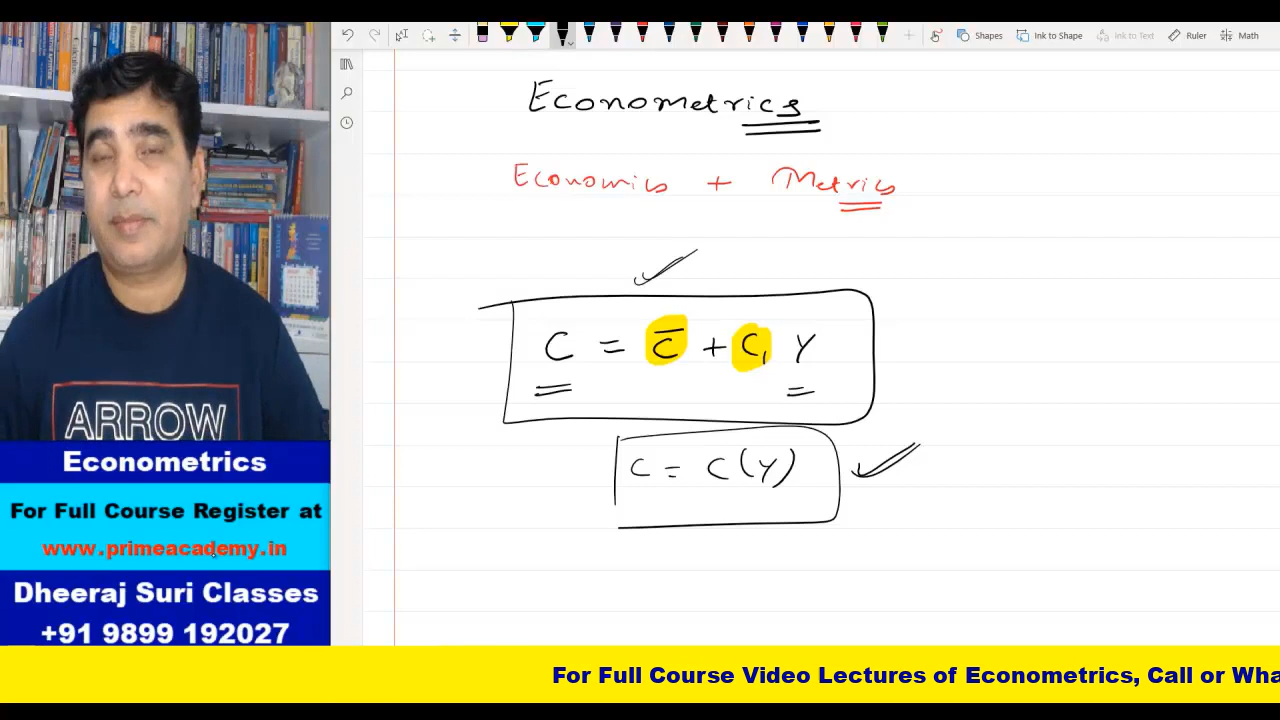 Shapes Ink to Shape Ink to Text Ruler Math
Econometrics
Economics + Metrics
C = C̅ + C₁ Y
C = C(Y)
ARROW
Econometrics
For Full Course Register at
www.primeacademy.in
Dheeraj Suri Classes
+91 9899 192027
For Full Course Video Lectures of Econometrics, Call or Wha